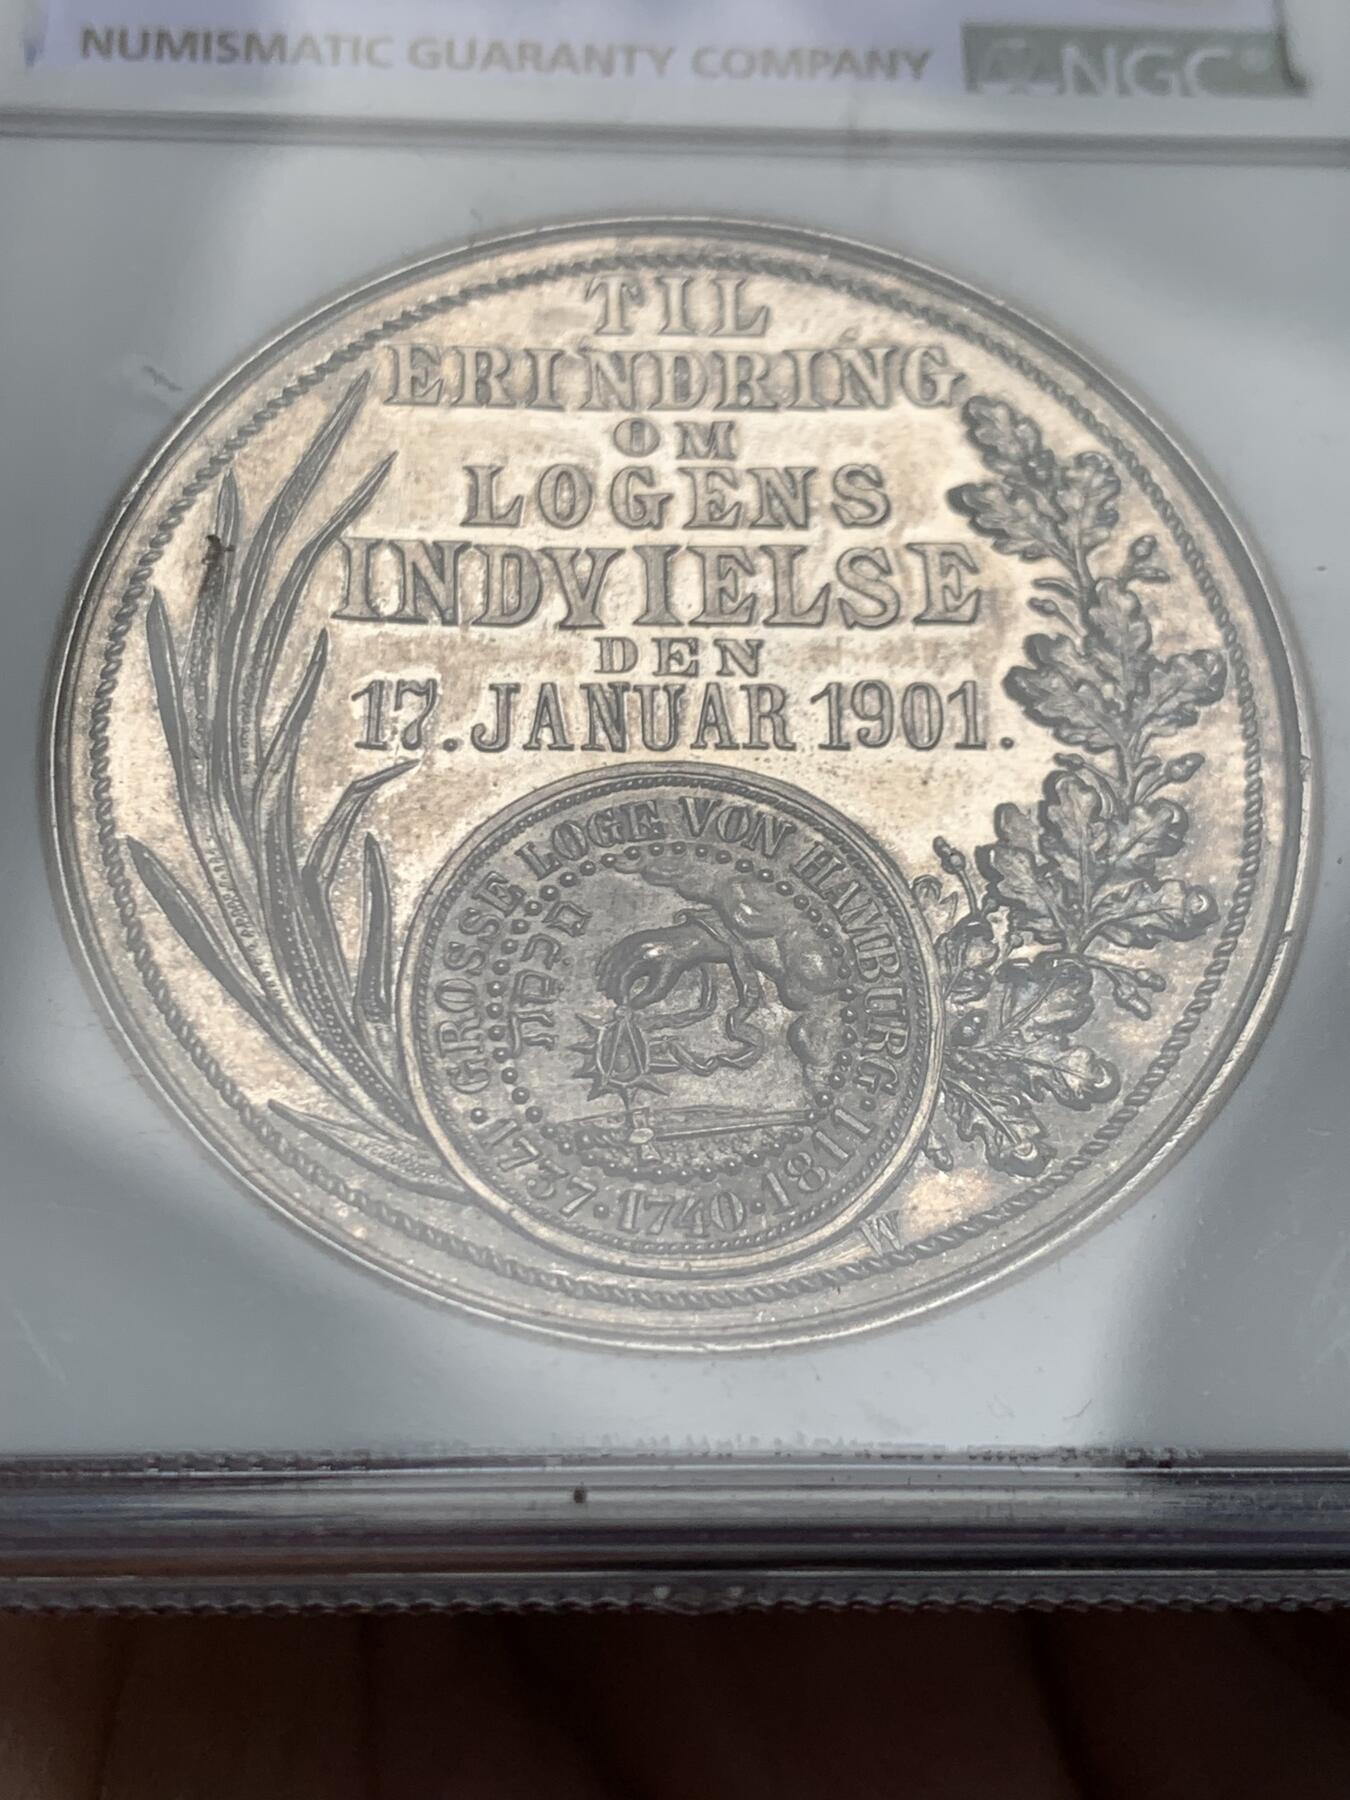 NUMISMATIC GUARANTY COMPANY NGC
TIL
ERINDRING
OM
LOGENS
INDVIELSE
DEN
17. JANUAR 1901.
GROSSE LOGE VON HAMBURG
·1737·1740·1811·
W